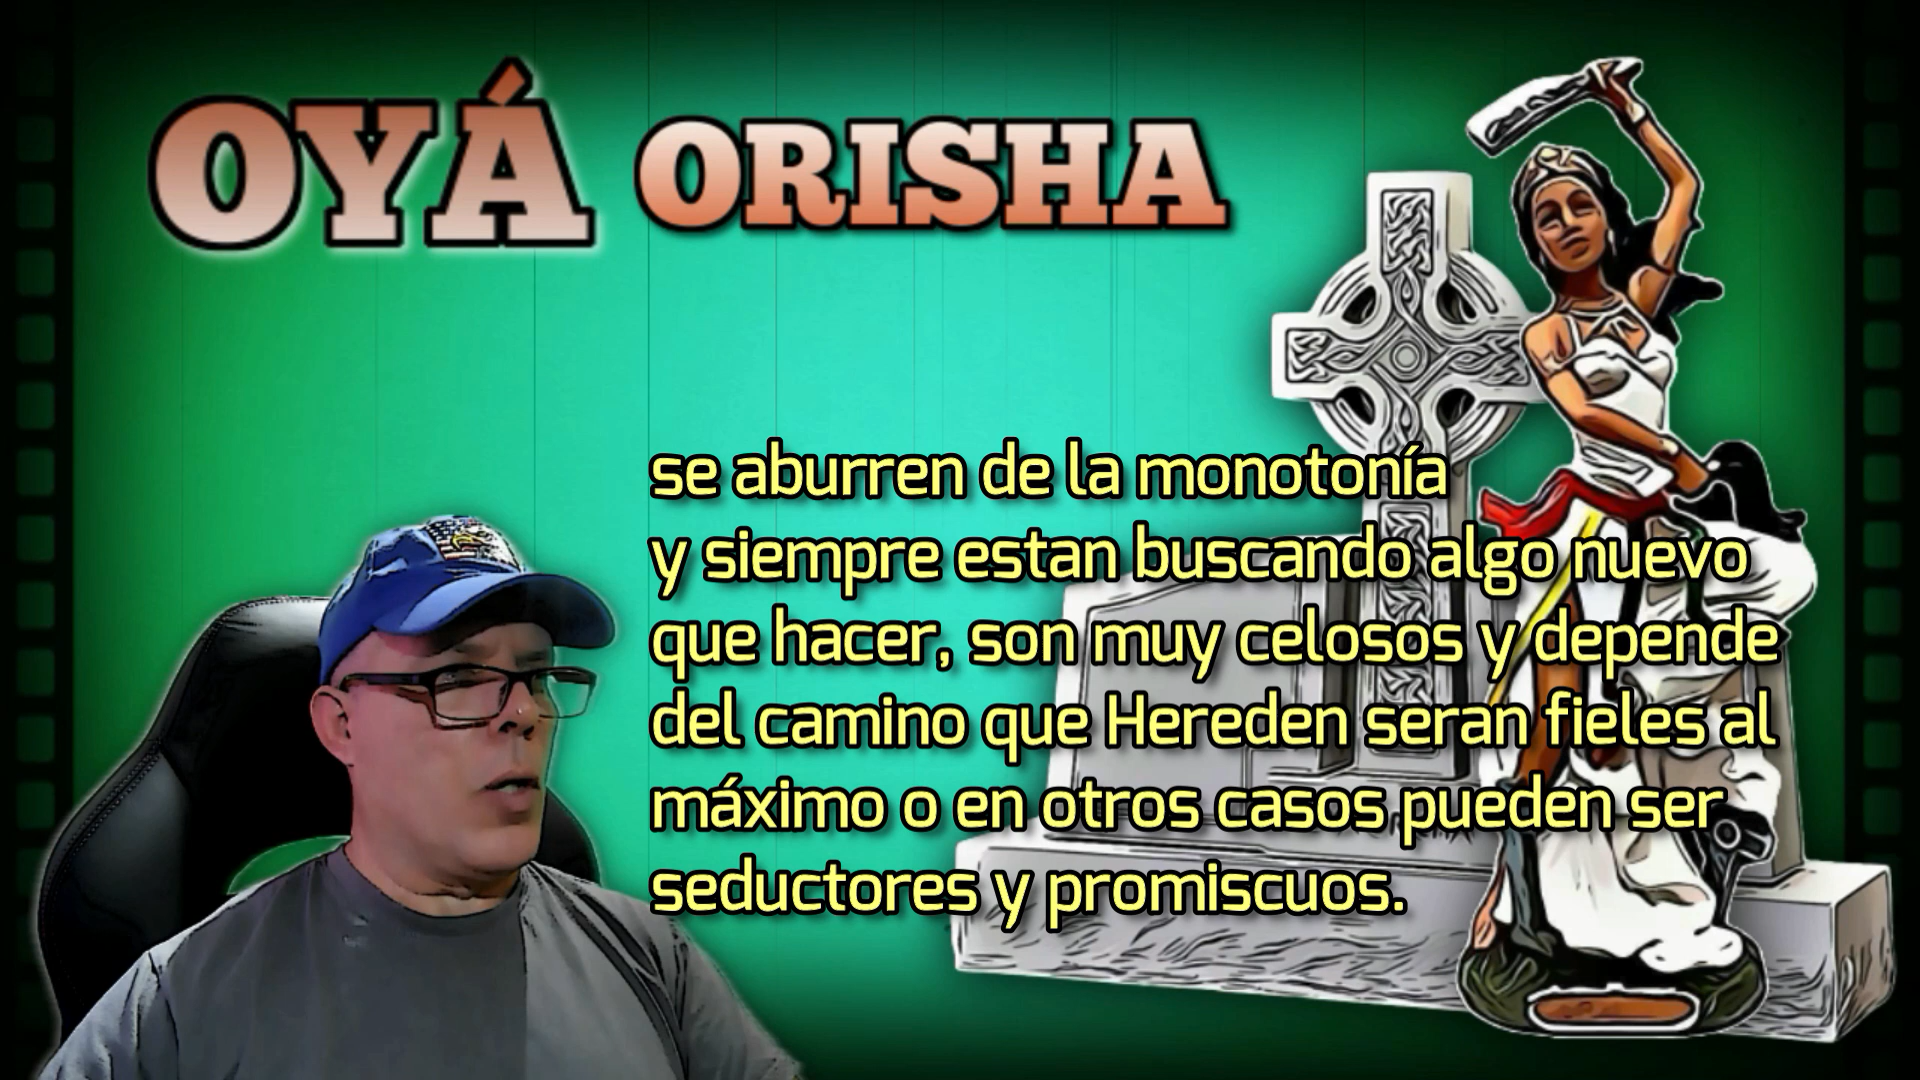 OYÁ ORISHA
se aburren de la monotonía
y siempre estan buscando algo nuevo
que hacer, son muy celosos y depende
del camino que Hereden seran fieles al
máximo o en otros casos pueden ser
seductores y promiscuos.